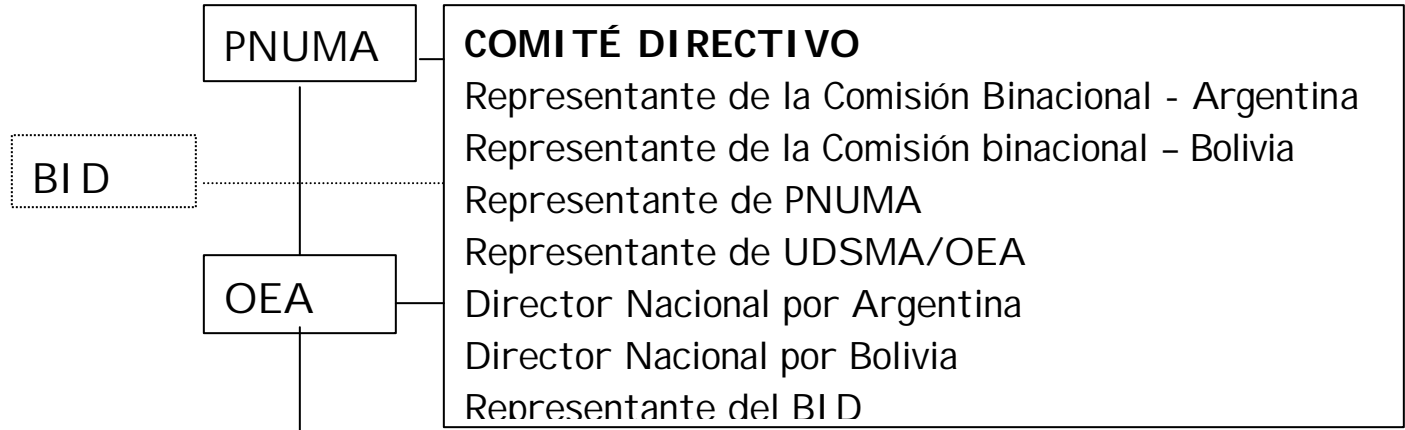 PNUMA
BID
OEA
COMITÉ DIRECTIVO
Representante de la Comisión Binacional - Argentina
Representante de la Comisión binacional – Bolivia
Representante de PNUMA
Representante de UDSMA/OEA
Director Nacional por Argentina
Director Nacional por Bolivia
Representante del BID